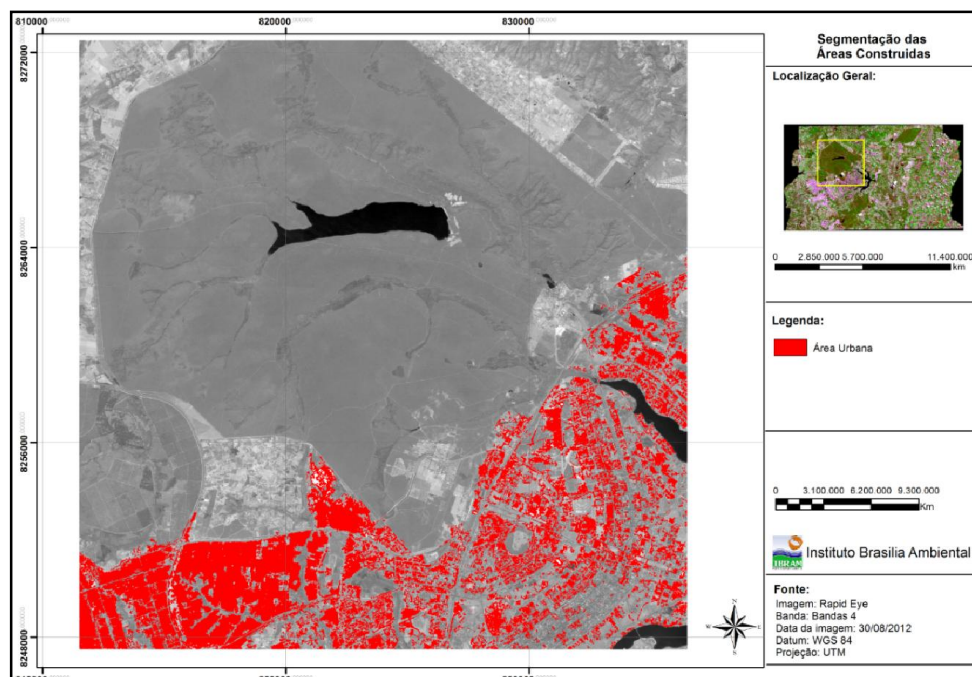 810000
820000
830000
8272000
8264000
8256000
8248000
Segmentação das
Áreas Construidas
Localização Geral:
0 2.850.000 5.700.000 11.400.000
km
Legenda:
Área Urbana
0 3.100.000 6.200.000 9.300.000
Km
IBRAM
Instituto Brasilia Ambiental
Fonte:
Imagem: Rapid Eye
Banda: Bandas 4
Data da imagem: 30/08/2012
Datum: WGS 84
Projeção: UTM
N
W
E
S